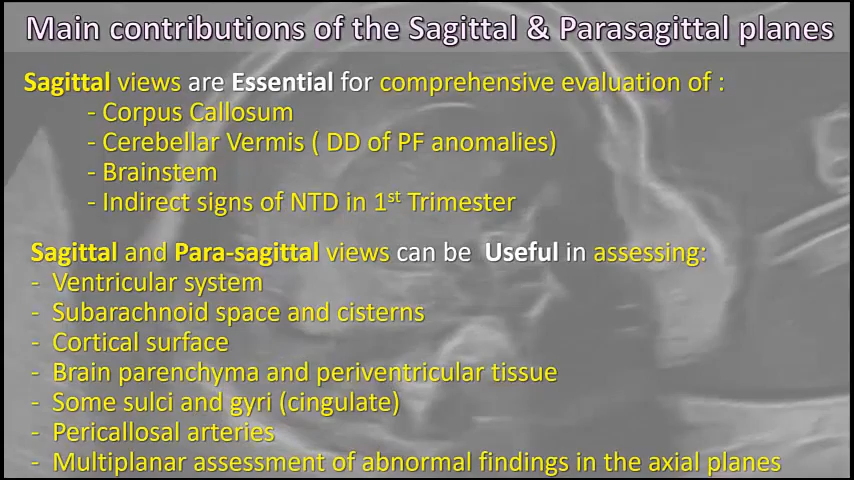 Main contributions of the Sagittal & Parasagittal planes
Sagittal views are Essential for comprehensive evaluation of :
- Corpus Callosum
- Cerebellar Vermis ( DD of PF anomalies)
- Brainstem
- Indirect signs of NTD in 1st Trimester
Sagittal and Para-sagittal views can be Useful in assessing:
- Ventricular system
- Subarachnoid space and cisterns
- Cortical surface
- Brain parenchyma and periventricular tissue
- Some sulci and gyri (cingulate)
- Pericallosal arteries
- Multiplanar assessment of abnormal findings in the axial planes